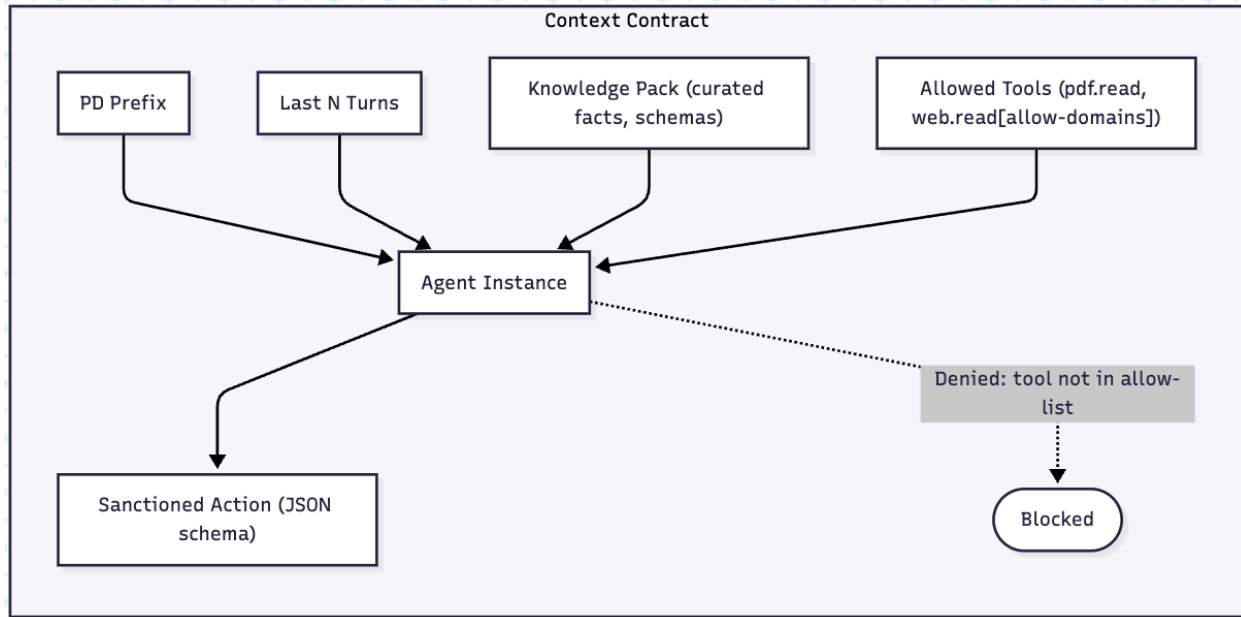 Context Contract
PD Prefix
Last N Turns
Knowledge Pack (curated
facts, schemas)
Allowed Tools (pdf.read,
web.read[allow-domains])
Agent Instance
Denied: tool not in allow-
list
Sanctioned Action (JSON
schema)
Blocked